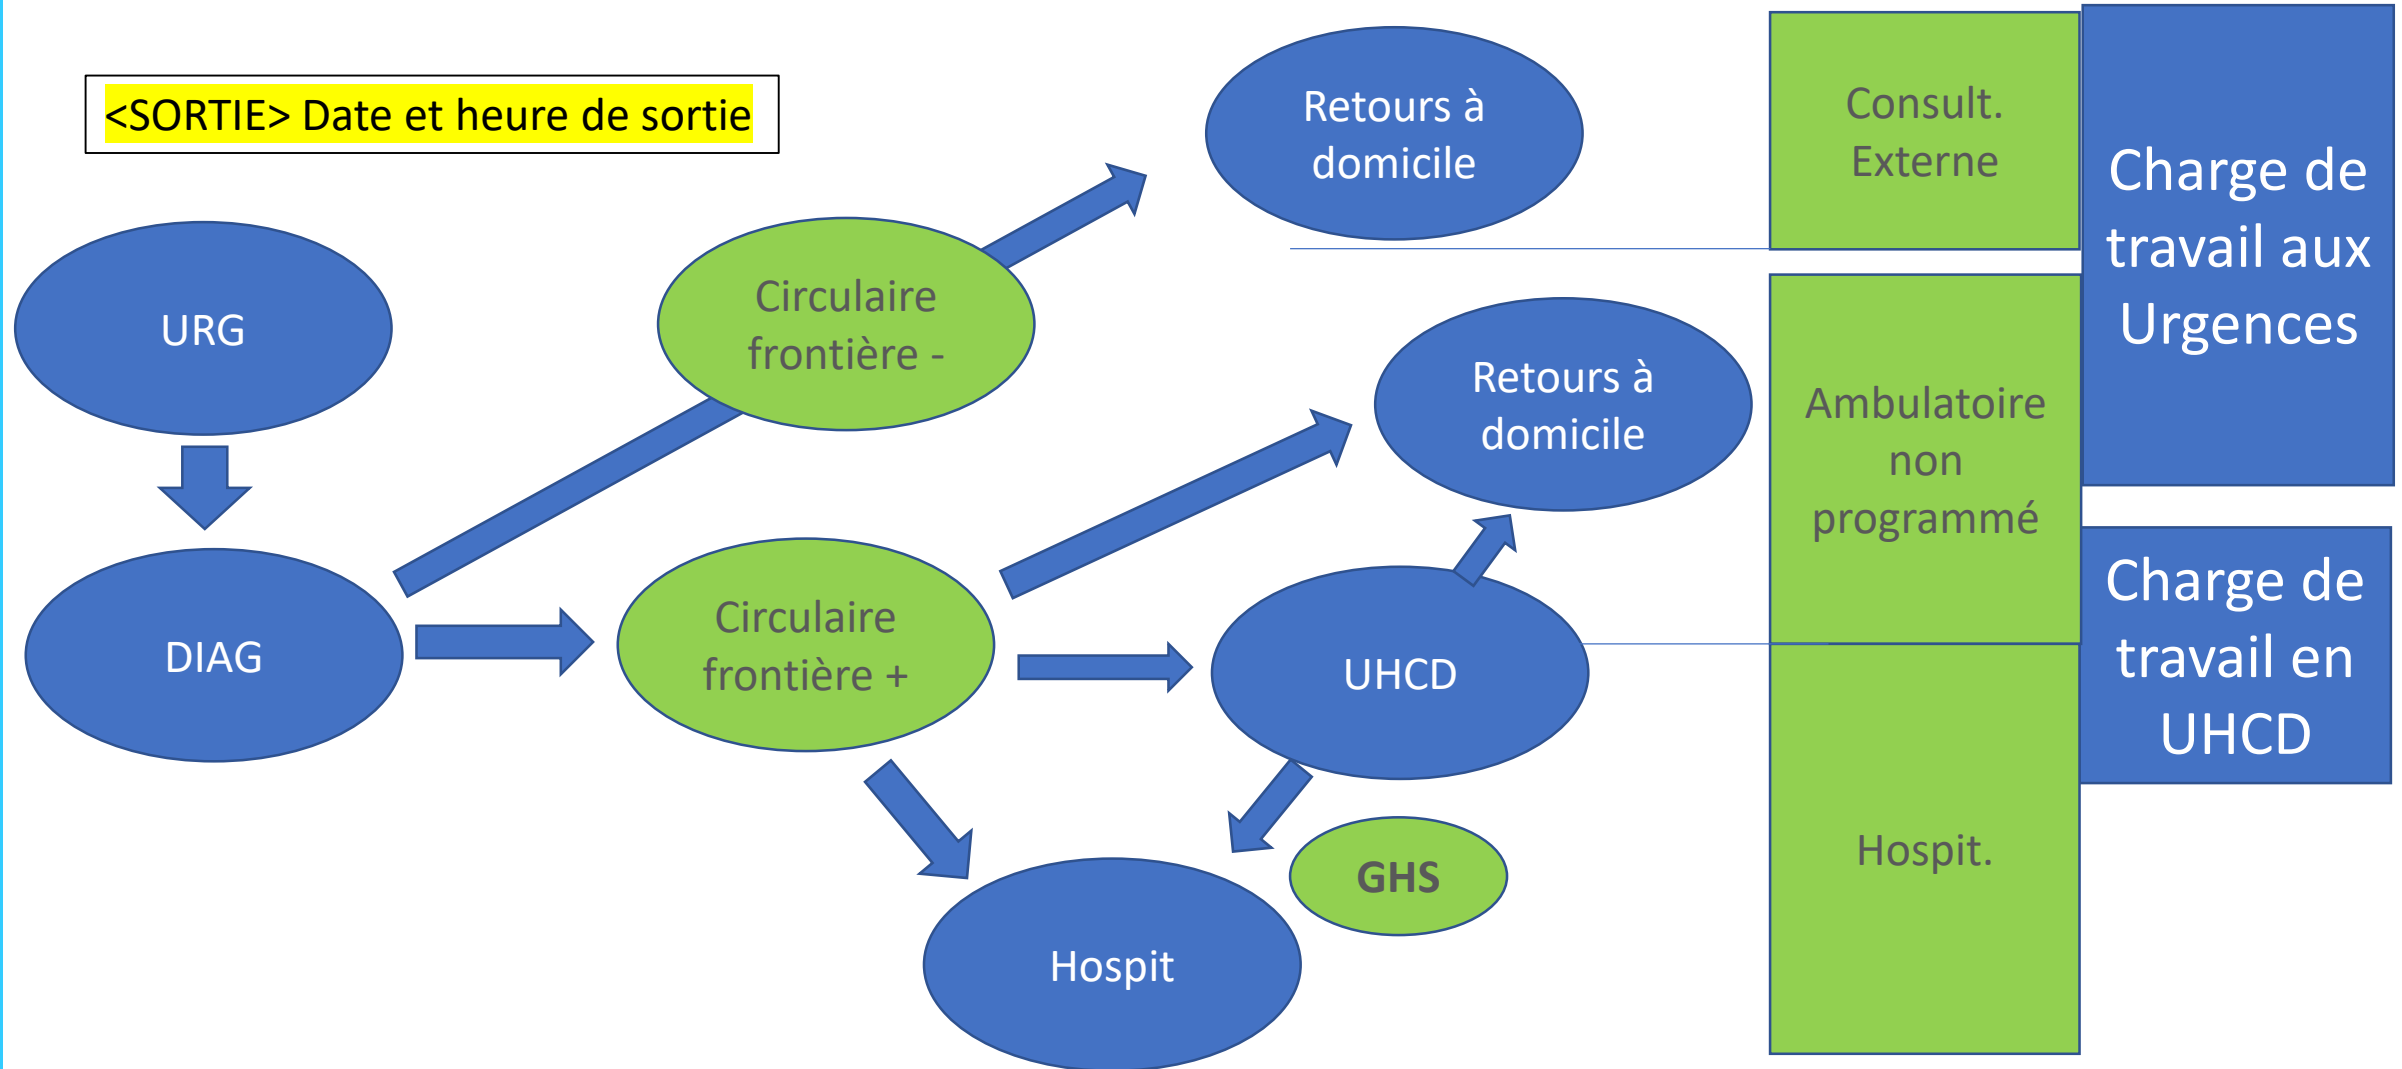 <SORTIE> Date et heure de sortie
URG
DIAG
Circulaire
frontière -
Circulaire
frontière +
Retours à
domicile
Retours à
domicile
UHCD
GHS
Hospit
Consult.
Externe
Ambulatoire
non
programmé
Hospit.
Charge de
travail aux
Urgences
Charge de
travail en
UHCD